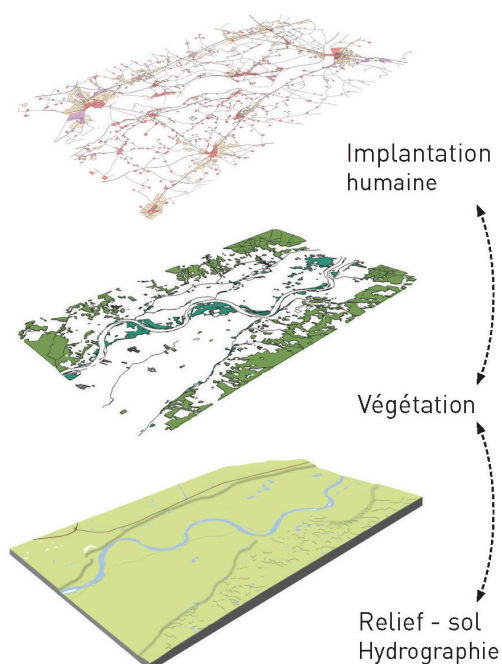 Implantation
humaine
Végétation
Relief - sol
Hydrographie